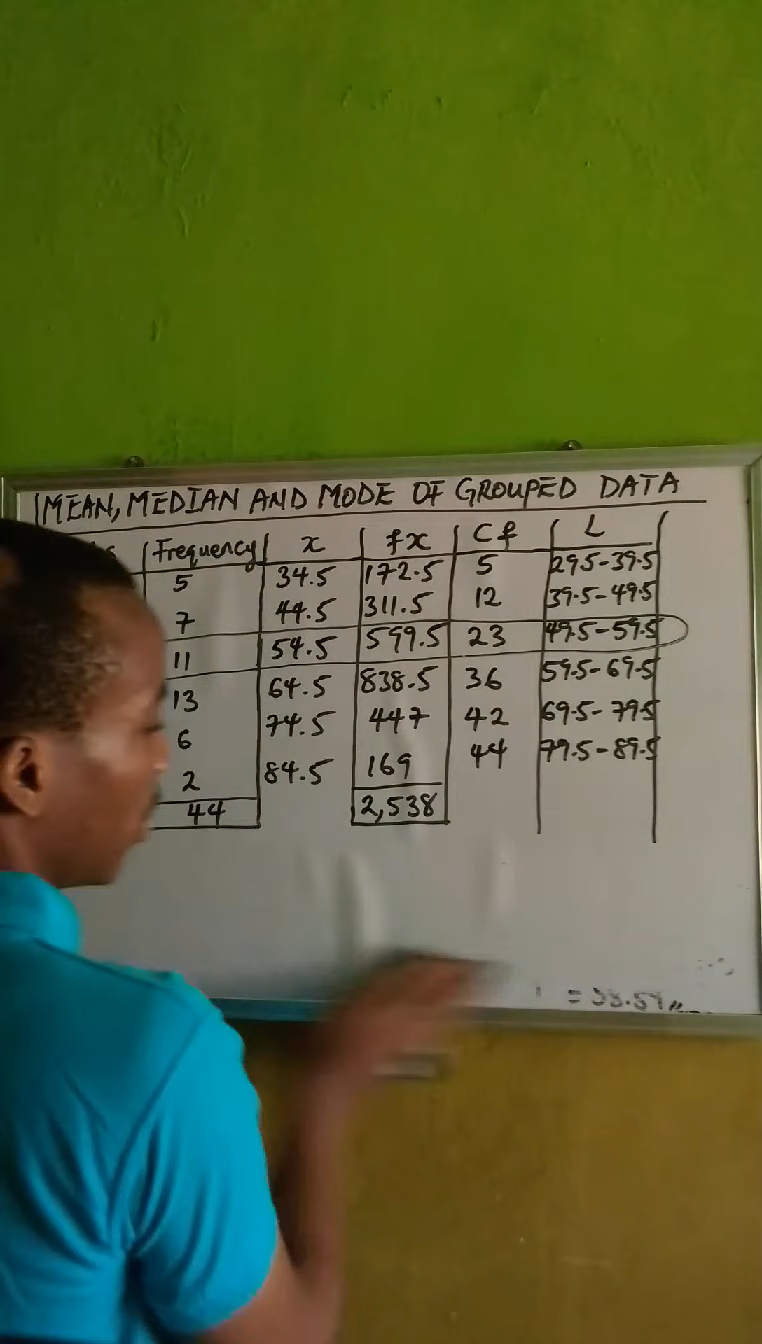 MEAN, MEDIAN AND MODE OF GROUPED DATA
Frequency x fx Cf L
5 34.5 172.5 5 29.5-39.5
7 44.5 311.5 12 39.5-49.5
11 54.5 599.5 23 49.5-59.5
13 64.5 838.5 36 59.5-69.5
6 74.5 447 42 69.5-79.5
2 84.5 169 44 79.5-89.5
44 2,538